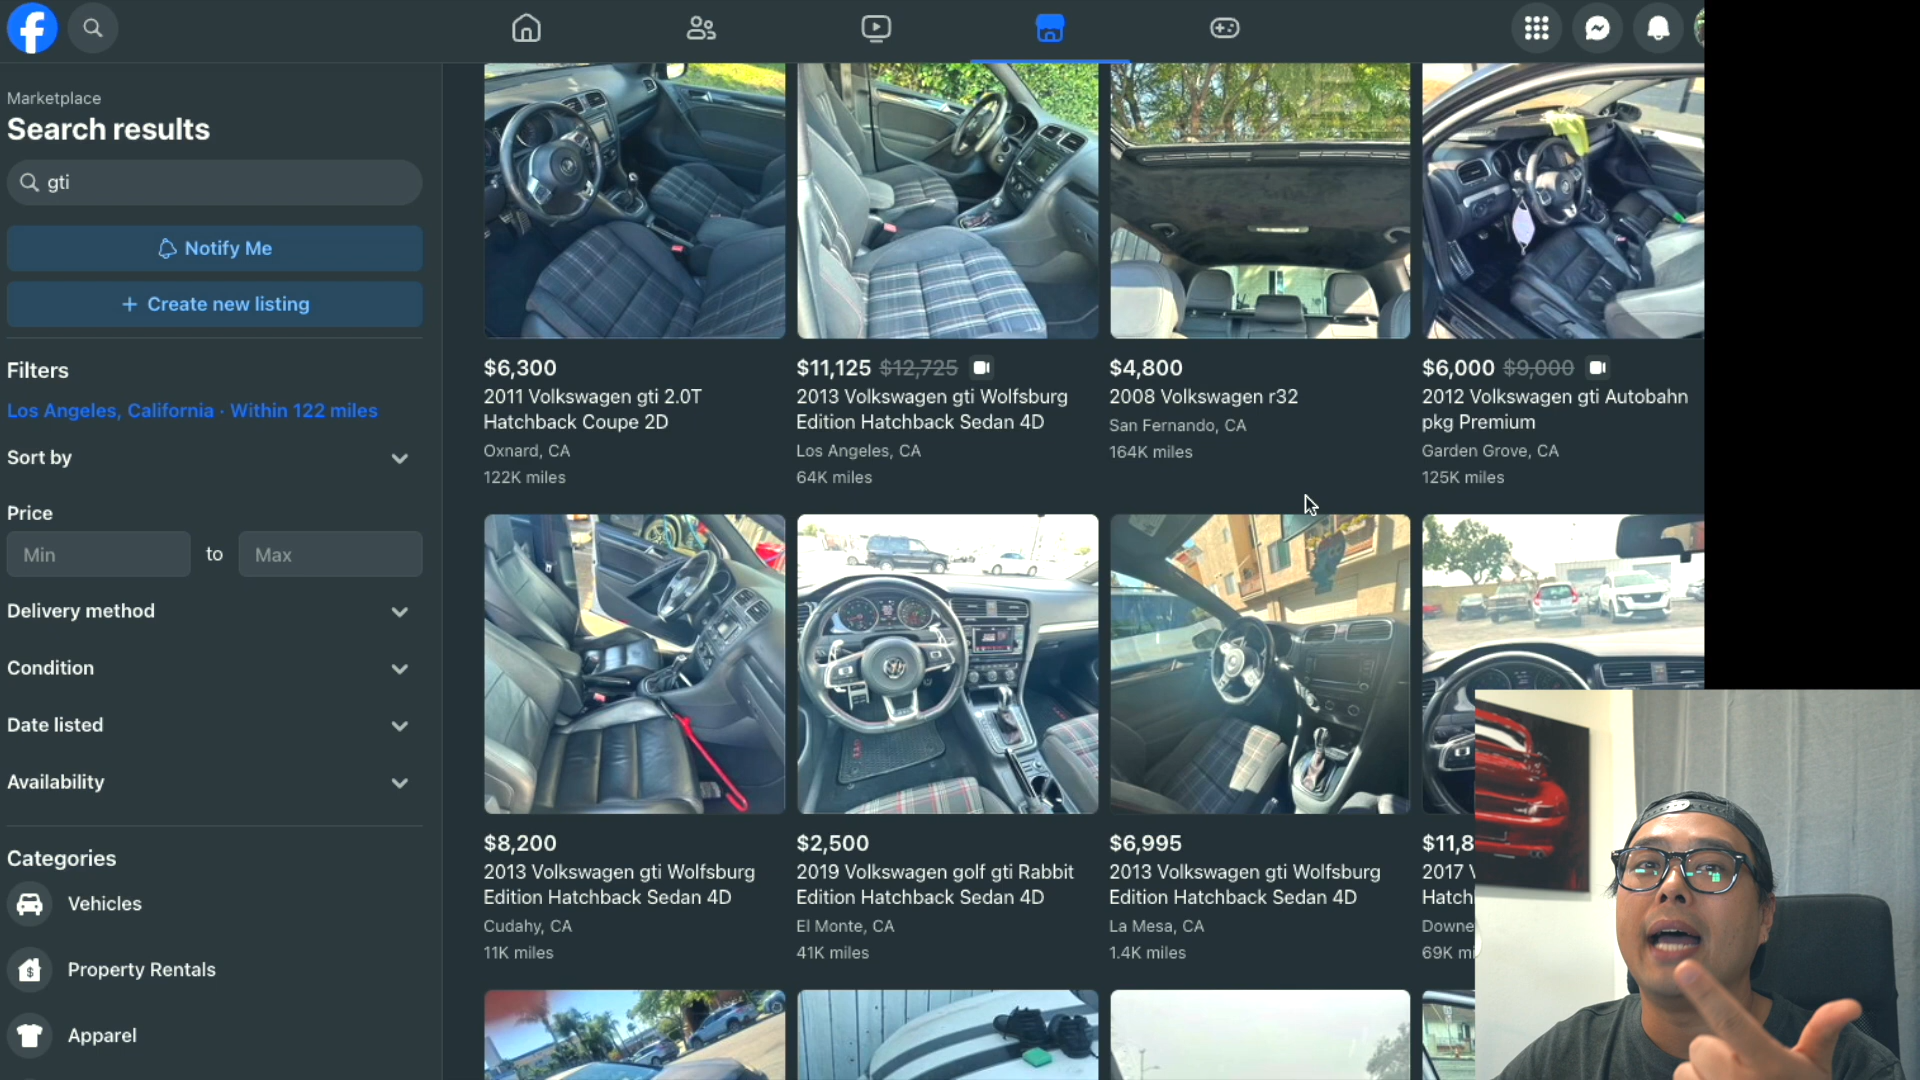 Marketplace
Search results
gti
Notify Me
+ Create new listing
Filters
Los Angeles, California · Within 122 miles
Sort by
Price
Min to Max
Delivery method
Condition
Date listed
Availability
Categories
Vehicles
Property Rentals
Apparel
$6,300
2011 Volkswagen gti 2.0T
Hatchback Coupe 2D
Oxnard, CA
122K miles
$11,125 $12,725
2013 Volkswagen gti Wolfsburg
Edition Hatchback Sedan 4D
Los Angeles, CA
64K miles
$4,800
2008 Volkswagen r32
San Fernando, CA
164K miles
$6,000 $9,000
2012 Volkswagen gti Autobahn
pkg Premium
Garden Grove, CA
125K miles
$8,200
2013 Volkswagen gti Wolfsburg
Edition Hatchback Sedan 4D
Cudahy, CA
11K miles
$2,500
2019 Volkswagen golf gti Rabbit
Edition Hatchback Sedan 4D
El Monte, CA
41K miles
$6,995
2013 Volkswagen gti Wolfsburg
Edition Hatchback Sedan 4D
La Mesa, CA
1.4K miles
$11,8
2017 V
Hatch
Downe
69K mi